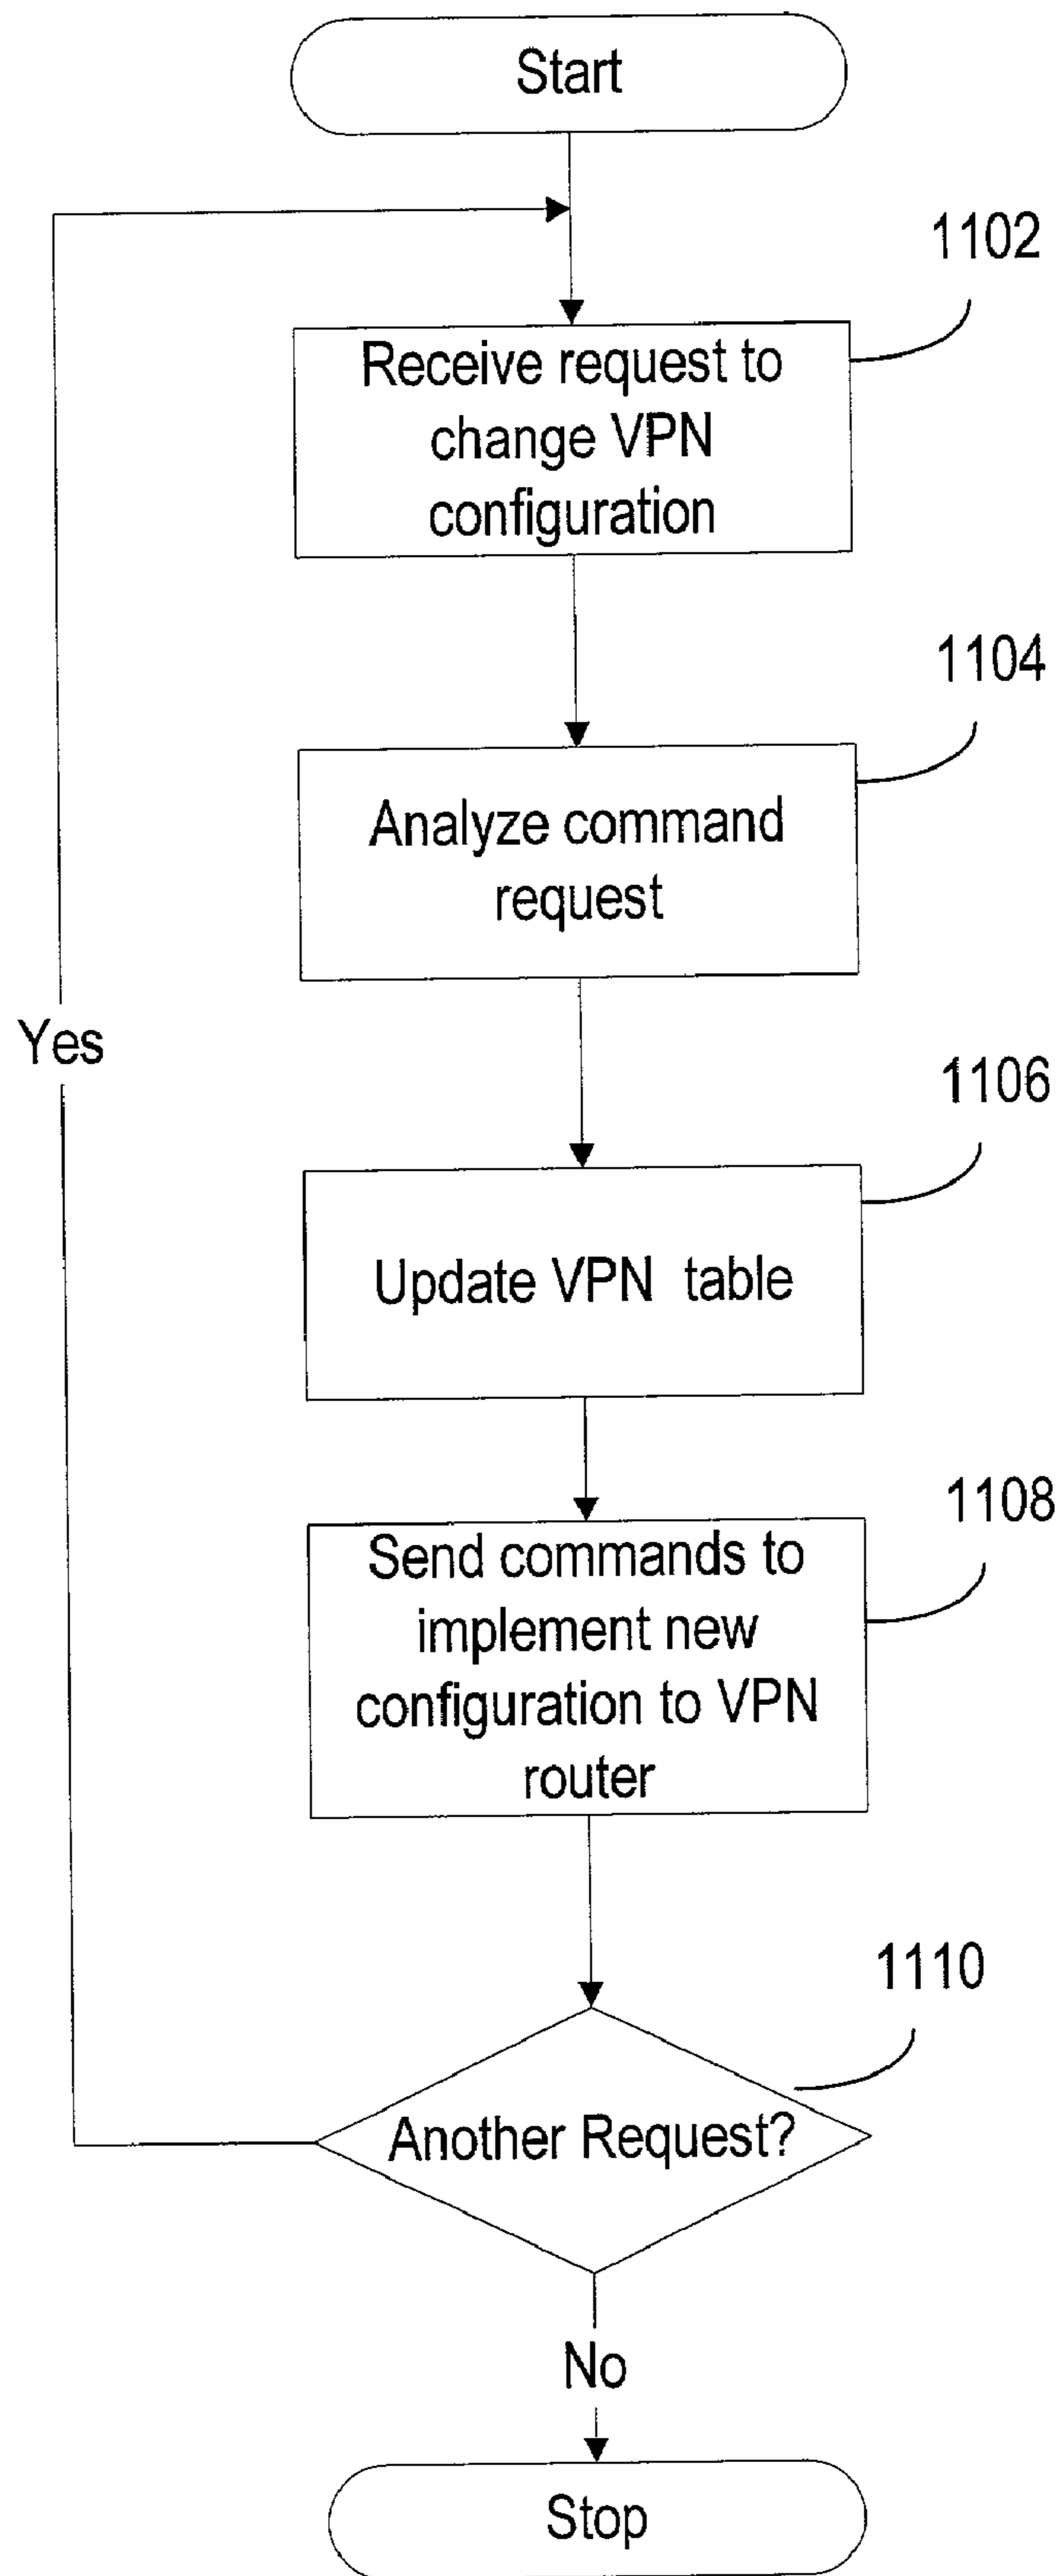 Start
1102
Receive request to
change VPN
configuration
1104
Analyze command
request
Yes
1106
Update VPN table
1108
Send commands to
implement new
configuration to VPN
router
1110
Another Request?
No
Stop